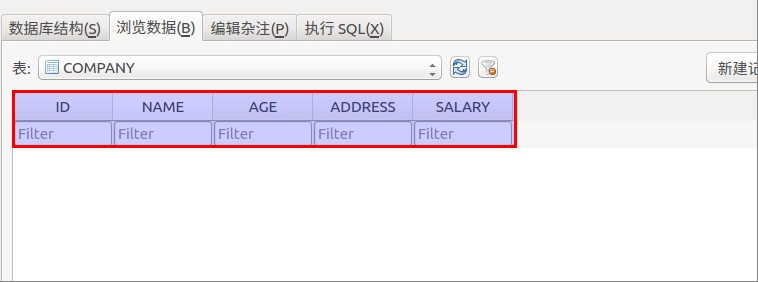 数据库结构(S) 浏览数据(B) 编辑杂注(P) 执行 SQL(X)
表: COMPANY 新建记
ID NAME AGE ADDRESS SALARY
Filter Filter Filter Filter Filter